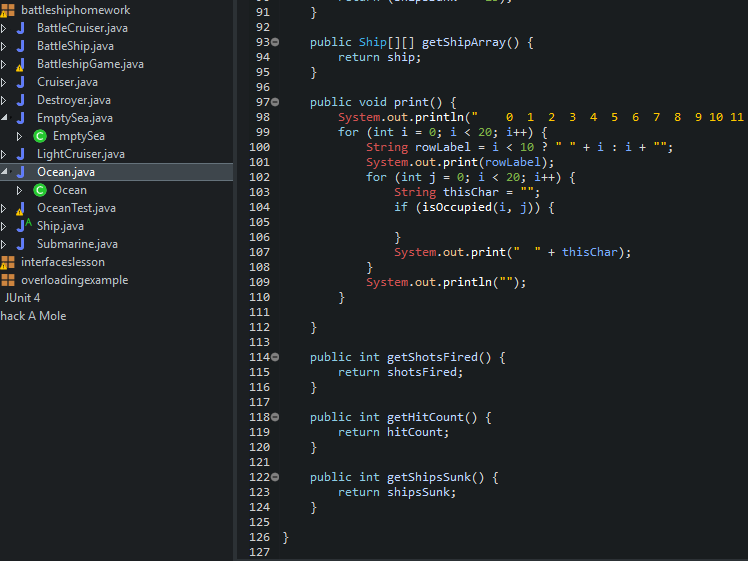 battleshiphomework
BattleCruiser.java
BattleShip.java
BattleshipGame.java
Cruiser.java
Destroyer.java
EmptySea.java
EmptySea
LightCruiser.java
Ocean.java
Ocean
OceanTest.java
Ship.java
Submarine.java
interfaceslesson
overloadingexample
JUnit 4
hack A Mole
91 }
92
93 public Ship[][] getShipArray() {
94 return ship;
95 }
96
97 public void print() {
98 System.out.println("    0  1  2  3  4  5  6  7  8  9 10 11
99 for (int i = 0; i < 20; i++) {
100 String rowLabel = i < 10 ? " " + i : i + "";
101 System.out.print(rowLabel);
102 for (int j = 0; i < 20; i++) {
103 String thisChar = "";
104 if (isOccupied(i, j)) {
105
106 }
107 System.out.print("  " + thisChar);
108 }
109 System.out.println("");
110 }
111
112 }
113
114 public int getShotsFired() {
115 return shotsFired;
116 }
117
118 public int getHitCount() {
119 return hitCount;
120 }
121
122 public int getShipsSunk() {
123 return shipsSunk;
124 }
125
126 }
127